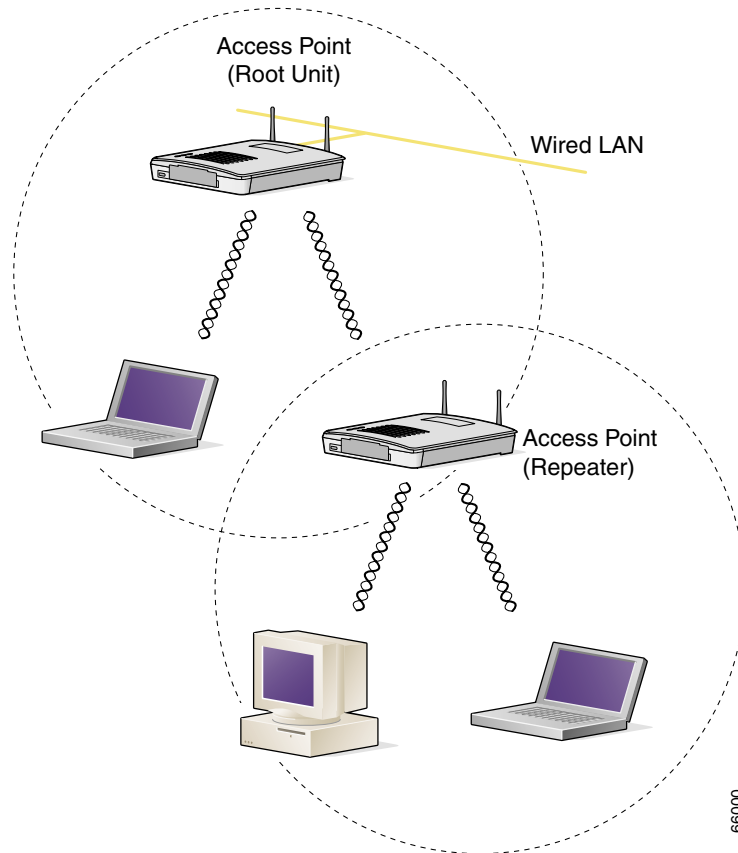 Access Point
(Root Unit)
Wired LAN
Access Point
(Repeater)
66000